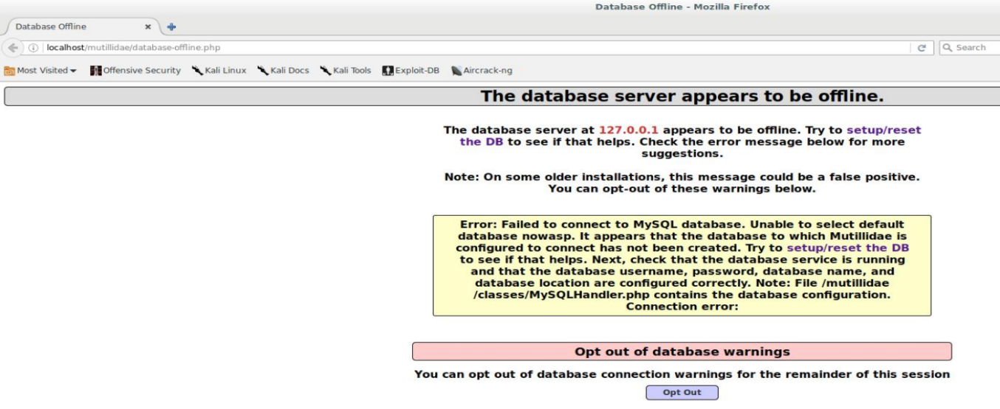 Database Offline - Mozilla Firefox
Database Offline
localhost/mutillidae/database-offline.php
Search
Most Visited
Offensive Security
Kali Linux
Kali Docs
Kali Tools
Exploit-DB
Aircrack-ng
The database server appears to be offline.
The database server at 127.0.0.1 appears to be offline. Try to setup/reset
the DB to see if that helps. Check the error message below for more
suggestions.
Note: On some older installations, this message could be a false positive.
You can opt-out of these warnings below.
Error: Failed to connect to MySQL database. Unable to select default
database nowasp. It appears that the database to which Mutillidae is
configured to connect has not been created. Try to setup/reset the DB
to see if that helps. Next, check that the database service is running
and that the database username, password, database name, and
database location are configured correctly. Note: File /mutillidae
/classes/MySQLHandler.php contains the database configuration.
Connection error:
Opt out of database warnings
You can opt out of database connection warnings for the remainder of this session
Opt Out